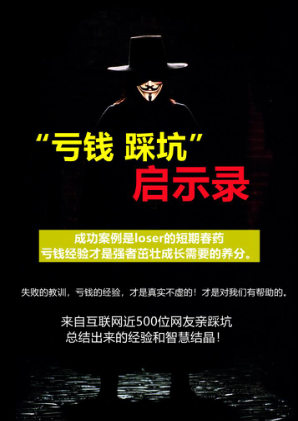 “亏钱 踩坑”
启示录
成功案例是loser的短期春药
亏钱经验才是强者茁壮成长需要的养分。
失败的教训，亏钱的经验，才是真实不虚的！才是对我们有帮助的。
来自互联网近500位网友亲踩坑
总结出来的经验和智慧结晶！